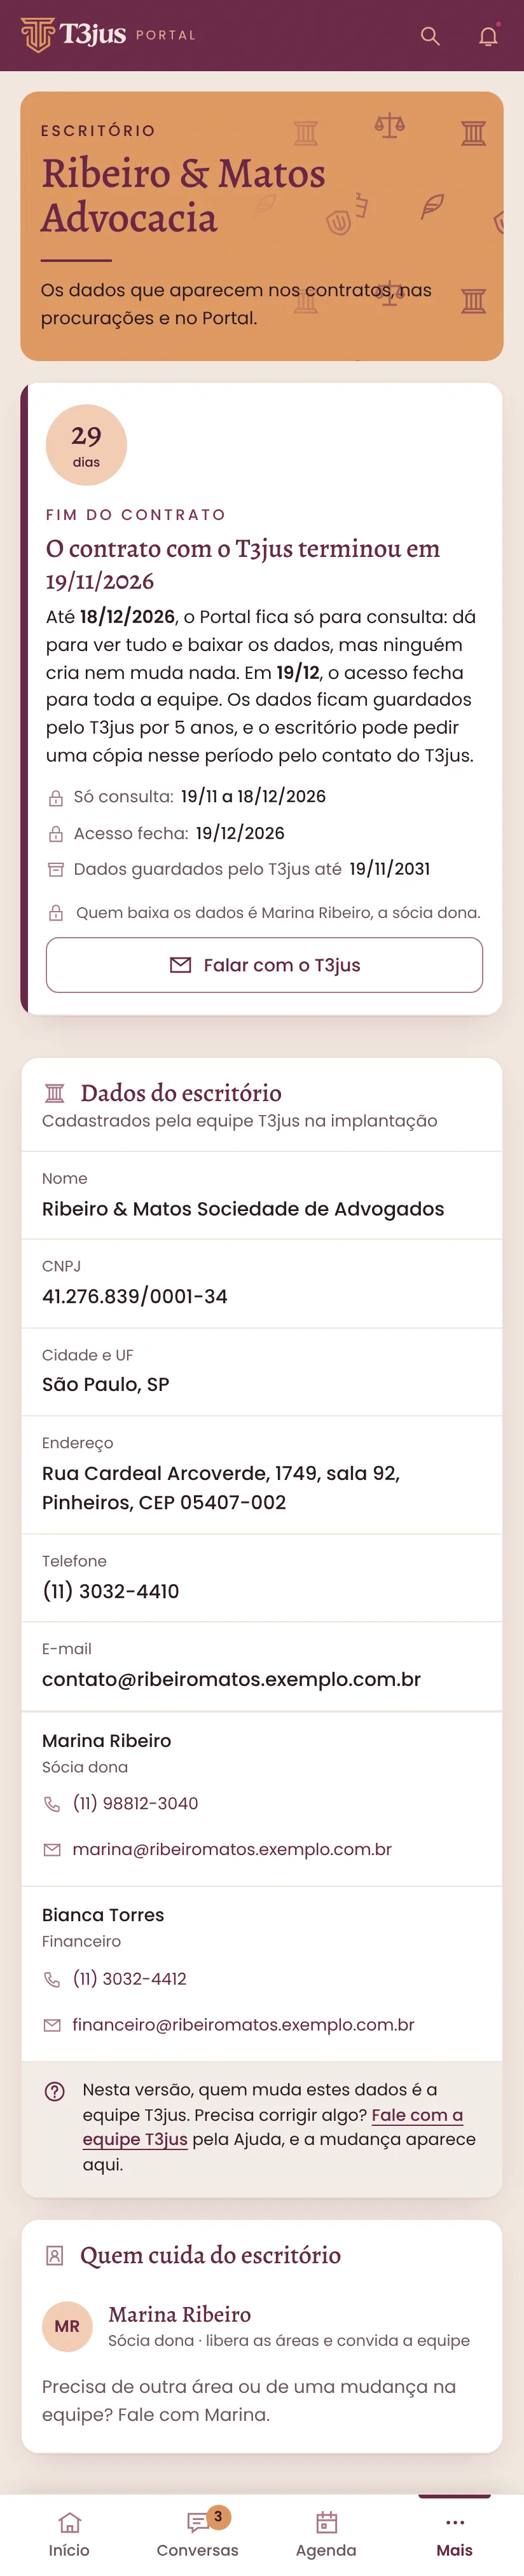 T3jus PORTAL
ESCRITÓRIO
Ribeiro & Matos
Advocacia
Os dados que aparecem nos contratos, nas
procurações e no Portal.
29
dias
FIM DO CONTRATO
O contrato com o T3jus terminou em
19/11/2026
Até 18/12/2026, o Portal fica só para consulta: dá
para ver tudo e baixar os dados, mas ninguém
cria nem muda nada. Em 19/12, o acesso fecha
para toda a equipe. Os dados ficam guardados
pelo T3jus por 5 anos, e o escritório pode pedir
uma cópia nesse período pelo contato do T3jus.
Só consulta: 19/11 a 18/12/2026
Acesso fecha: 19/12/2026
Dados guardados pelo T3jus até 19/11/2031
Quem baixa os dados é Marina Ribeiro, a sócia dona.
Falar com o T3jus
Dados do escritório
Cadastrados pela equipe T3jus na implantação
Nome
Ribeiro & Matos Sociedade de Advogados
CNPJ
41.276.839/0001-34
Cidade e UF
São Paulo, SP
Endereço
Rua Cardeal Arcoverde, 1749, sala 92,
Pinheiros, CEP 05407-002
Telefone
(11) 3032-4410
E-mail
contato@ribeiromatos.exemplo.com.br
Marina Ribeiro
Sócia dona
(11) 98812-3040
marina@ribeiromatos.exemplo.com.br
Bianca Torres
Financeiro
(11) 3032-4412
financeiro@ribeiromatos.exemplo.com.br
Nesta versão, quem muda estes dados é a
equipe T3jus. Precisa corrigir algo? Fale com a
equipe T3jus pela Ajuda, e a mudança aparece
aqui.
Quem cuida do escritório
MR
Marina Ribeiro
Sócia dona · libera as áreas e convida a equipe
Precisa de outra área ou de uma mudança na
equipe? Fale com Marina.
3
Início
Conversas
Agenda
Mais